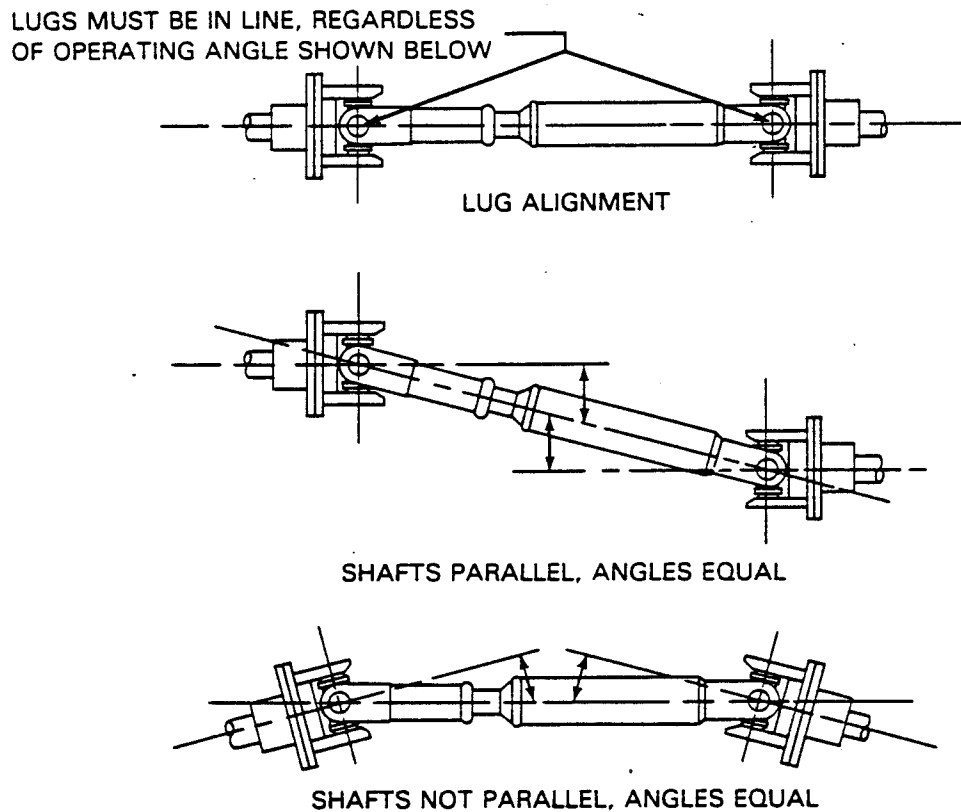 LUGS MUST BE IN LINE, REGARDLESS
OF OPERATING ANGLE SHOWN BELOW
LUG ALIGNMENT
SHAFTS PARALLEL, ANGLES EQUAL
SHAFTS NOT PARALLEL, ANGLES EQUAL